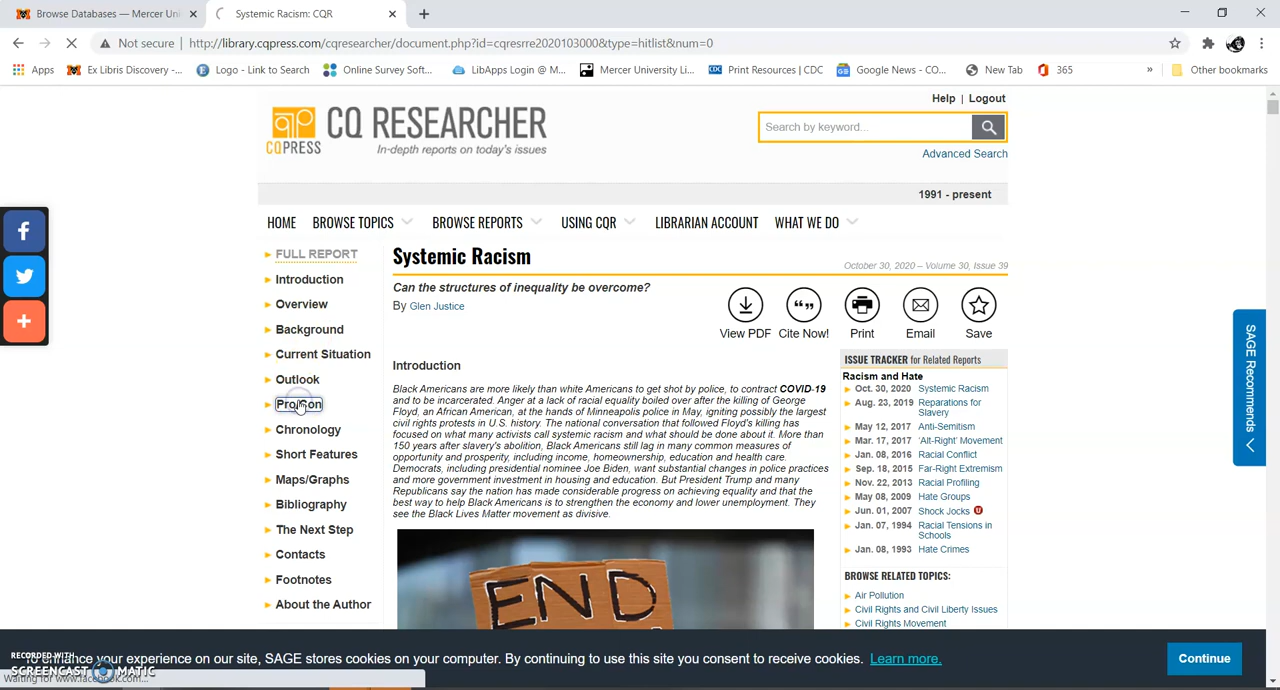 Browse Databases — Mercer Uni
Systemic Racism: CQR
Not secure | http://library.cqpress.com/cqresearcher/document.php?id=cqresrre2020103000&type=hitlist&num=0
Apps
Ex Libris Discovery -...
Logo - Link to Search
Online Survey Soft...
LibApps Login @ M...
Mercer University Li...
CDC Print Resources | CDC
Google News - CO...
New Tab
365
»
Other bookmarks
Help | Logout
CQPRESS
CQ RESEARCHER
In-depth reports on today's issues
Search by keyword...
Advanced Search
1991 - present
HOME
BROWSE TOPICS
BROWSE REPORTS
USING CQR
LIBRARIAN ACCOUNT
WHAT WE DO
FULL REPORT
Introduction
Overview
Background
Current Situation
Outlook
Chronology
Short Features
Maps/Graphs
Bibliography
The Next Step
Contacts
Footnotes
About the Author
Systemic Racism
October 30, 2020 – Volume 30, Issue 39
Can the structures of inequality be overcome?
By Glen Justice
View PDF
Cite Now!
Print
Email
Save
Introduction
Black Americans are more likely than white Americans to get shot by police, to contract COVID-19
and to be incarcerated. Anger at a lack of racial equality boiled over after the killing of George
Floyd, an African American, at the hands of Minneapolis police in May, igniting possibly the largest
civil rights protests in U.S. history. The national conversation that followed Floyd's killing has
focused on what many activists call systemic racism and what should be done about it. More than
150 years after slavery's abolition, Black Americans still lag in many common measures of
opportunity and prosperity, including income, homeownership, education and health care.
Democrats, including presidential nominee Joe Biden, want substantial changes in police practices
and more government investment in housing and education. But President Trump and many
Republicans say the nation has made considerable progress on achieving equality and that the
best way to help Black Americans is to strengthen the economy and lower unemployment. They
see the Black Lives Matter movement as divisive.
END
ISSUE TRACKER for Related Reports
Racism and Hate
Oct. 30, 2020 Systemic Racism
Aug. 23, 2019 Reparations for
Slavery
May 12, 2017 Anti-Semitism
Mar. 17, 2017 'Alt-Right' Movement
Jan. 08, 2016 Racial Conflict
Sep. 18, 2015 Far-Right Extremism
Nov. 22, 2013 Racial Profiling
May 08, 2009 Hate Groups
Jun. 01, 2007 Shock Jocks U
Jan. 07, 1994 Racial Tensions in
Schools
Jan. 08, 1993 Hate Crimes
BROWSE RELATED TOPICS:
Air Pollution
Civil Rights and Civil Liberty Issues
Civil Rights Movement
SAGE Recommends
To enhance your experience on our site, SAGE stores cookies on your computer. By continuing to use this site you consent to receive cookies. Learn more.
Continue
RECORDED WITH
SCREENCAST MATIC
Waiting for www.facebook.com...